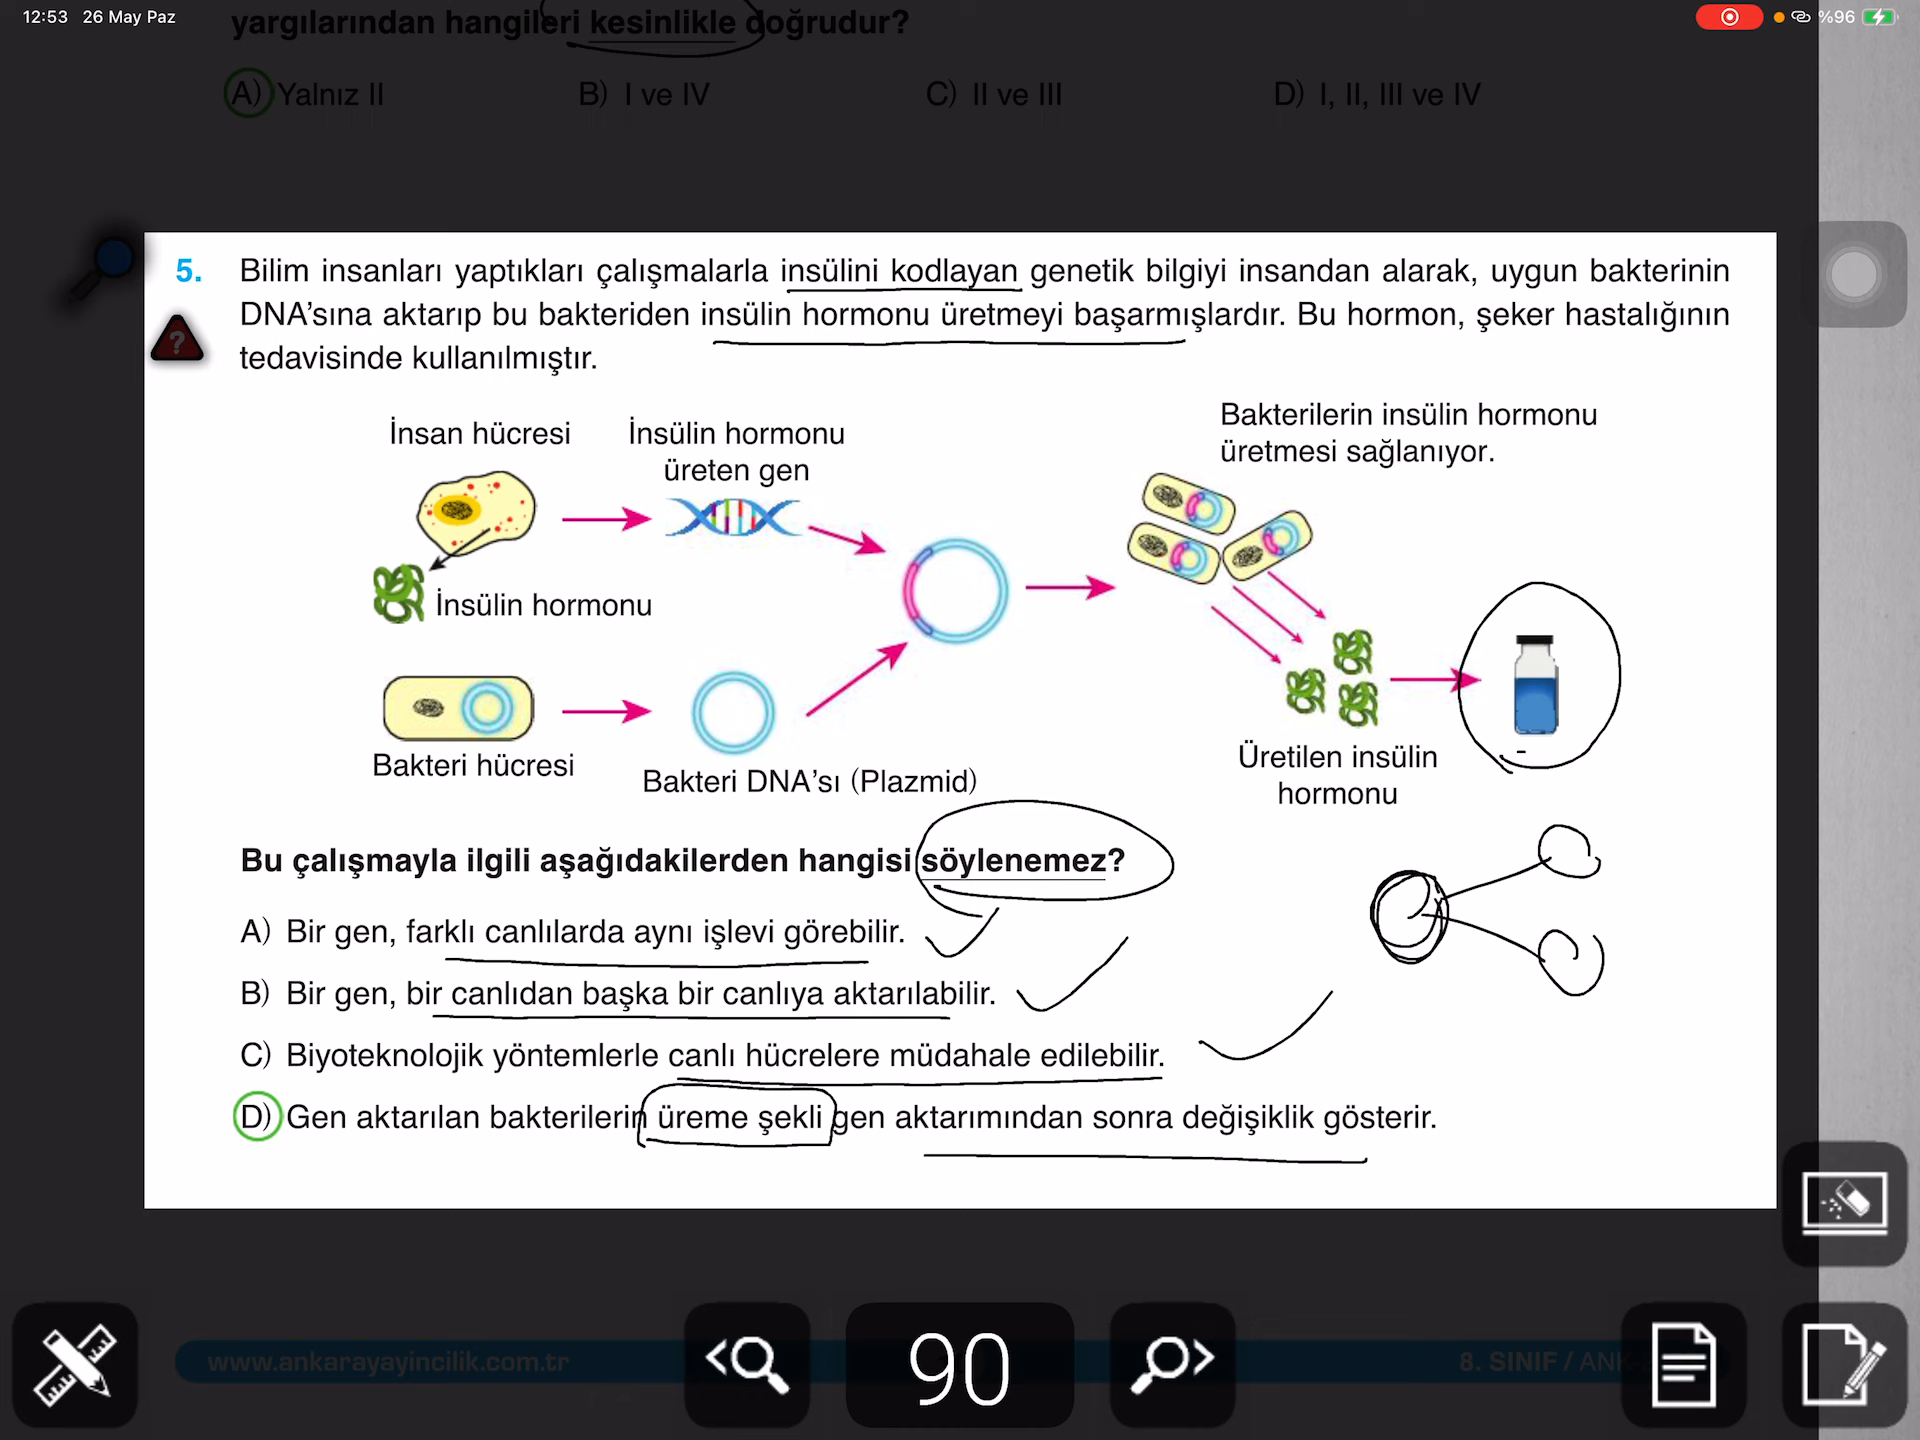 12:53 26 May Paz
%96
yargılarından hangileri kesinlikle doğrudur?
A) Yalnız II B) I ve IV C) II ve III D) I, II, III ve IV
5. Bilim insanları yaptıkları çalışmalarla insülini kodlayan genetik bilgiyi insandan alarak, uygun bakterinin
DNA'sına aktarıp bu bakteriden insülin hormonu üretmeyi başarmışlardır. Bu hormon, şeker hastalığının
tedavisinde kullanılmıştır.
?
İnsan hücresi
İnsülin hormonu
üreten gen
Bakterilerin insülin hormonu
üretmesi sağlanıyor.
İnsülin hormonu
Bakteri hücresi
Bakteri DNA'sı (Plazmid)
Üretilen insülin
hormonu
Bu çalışmayla ilgili aşağıdakilerden hangisi söylenemez?
A) Bir gen, farklı canlılarda aynı işlevi görebilir.
B) Bir gen, bir canlıdan başka bir canlıya aktarılabilir.
C) Biyoteknolojik yöntemlerle canlı hücrelere müdahale edilebilir.
D) Gen aktarılan bakterilerin üreme şekli gen aktarımından sonra değişiklik gösterir.
www.ankarayayincilik.com.tr
90
8. SINIF / ANK